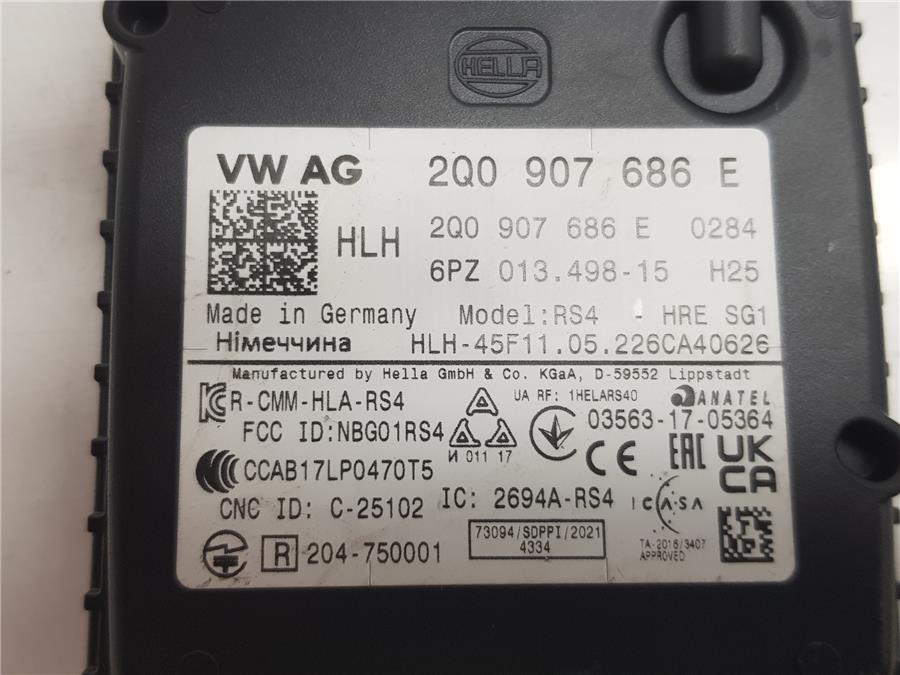 HELLA
VW AG 2Q0 907 686 E
HLH 2Q0 907 686 E 0284
6PZ 013.498-15 H25
Made in Germany Model:RS4 - HRE SG1
Німеччина HLH-45F11.05.226CA40626
Manufactured by Hella GmbH & Co. KGaA, D-59552 Lippstadt
R-CMM-HLA-RS4 UA RF: 1HELARS40 ANATEL
03563-17-05364
FCC ID:NBG01RS4 И 011 17 CE EAC UK CA
CCAB17LP0470T5
CNC ID: C-25102 IC: 2694A-RS4 ICASA
R 204-750001 73094/SDPPI/2021
4334
TA-2016/3407
APPROVED